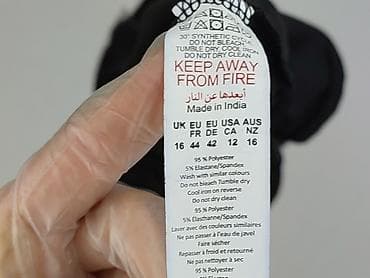 30° SYNTHETIC CYCLE
DO NOT BLEACH
TUMBLE DRY, COOL IRON
DO NOT DRY CLEAN
KEEP AWAY
FROM FIRE
أبعدها عن النار
Made in India
UK EU EU USA AUS
FR DE CA NZ
16 44 42 12 16
95 % Polyester
5% Elastane/Spandex
Wash with similar colours
Do not bleach Tumble dry
Cool iron on reverse
Do not dry clean
95 % Polyester
5% Elasthanne/Spandex
Laver avec des couleurs similaires
Ne pas passer à l'eau de javel
Faire sécher
Repasser à froid et retourné
Ne pas nettoyer à sec
95 % Polyester